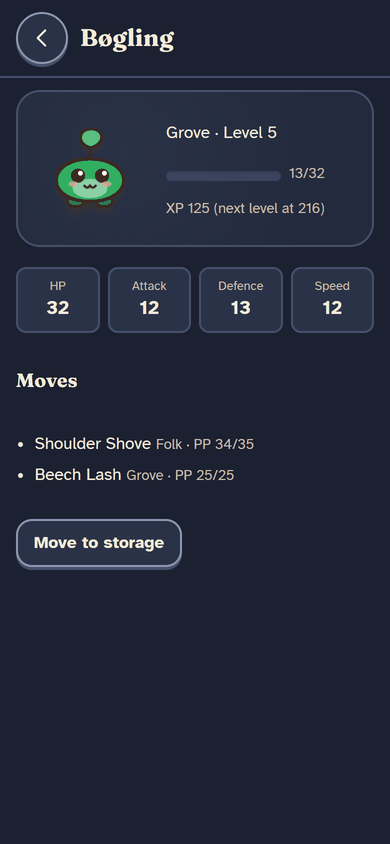 Bøgling
Grove · Level 5
13/32
XP 125 (next level at 216)
HP
32
Attack
12
Defence
13
Speed
12
Moves
• Shoulder Shove Folk · PP 34/35
• Beech Lash Grove · PP 25/25
Move to storage